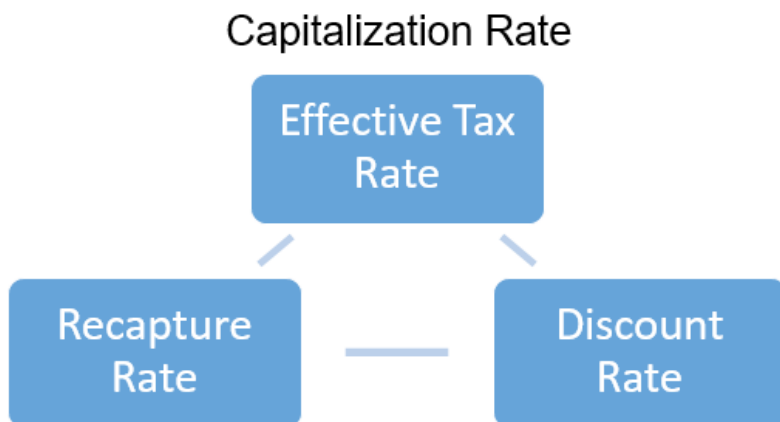 Capitalization Rate
Effective Tax
Rate
Recapture
Rate
Discount
Rate